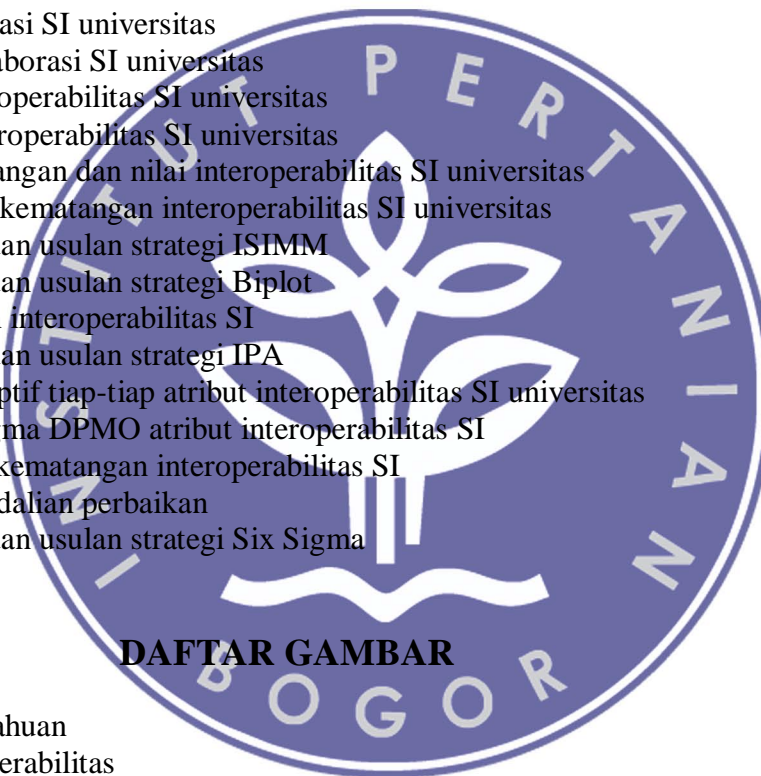 asi SI universitas
aborasi SI universitas
operabilitas SI universitas
roperabilitas SI universitas
angan dan nilai interoperabilitas SI universitas
kematangan interoperabilitas SI universitas
an usulan strategi ISIMM
an usulan strategi Biplot
interoperabilitas SI
an usulan strategi IPA
ptif tiap-tiap atribut interoperabilitas SI universitas
gma DPMO atribut interoperabilitas SI
kematangan interoperabilitas SI
dalian perbaikan
an usulan strategi Six Sigma
DAFTAR GAMBAR
ahuan
erabilitas
INSTITUT PERTANIAN
BOGOR